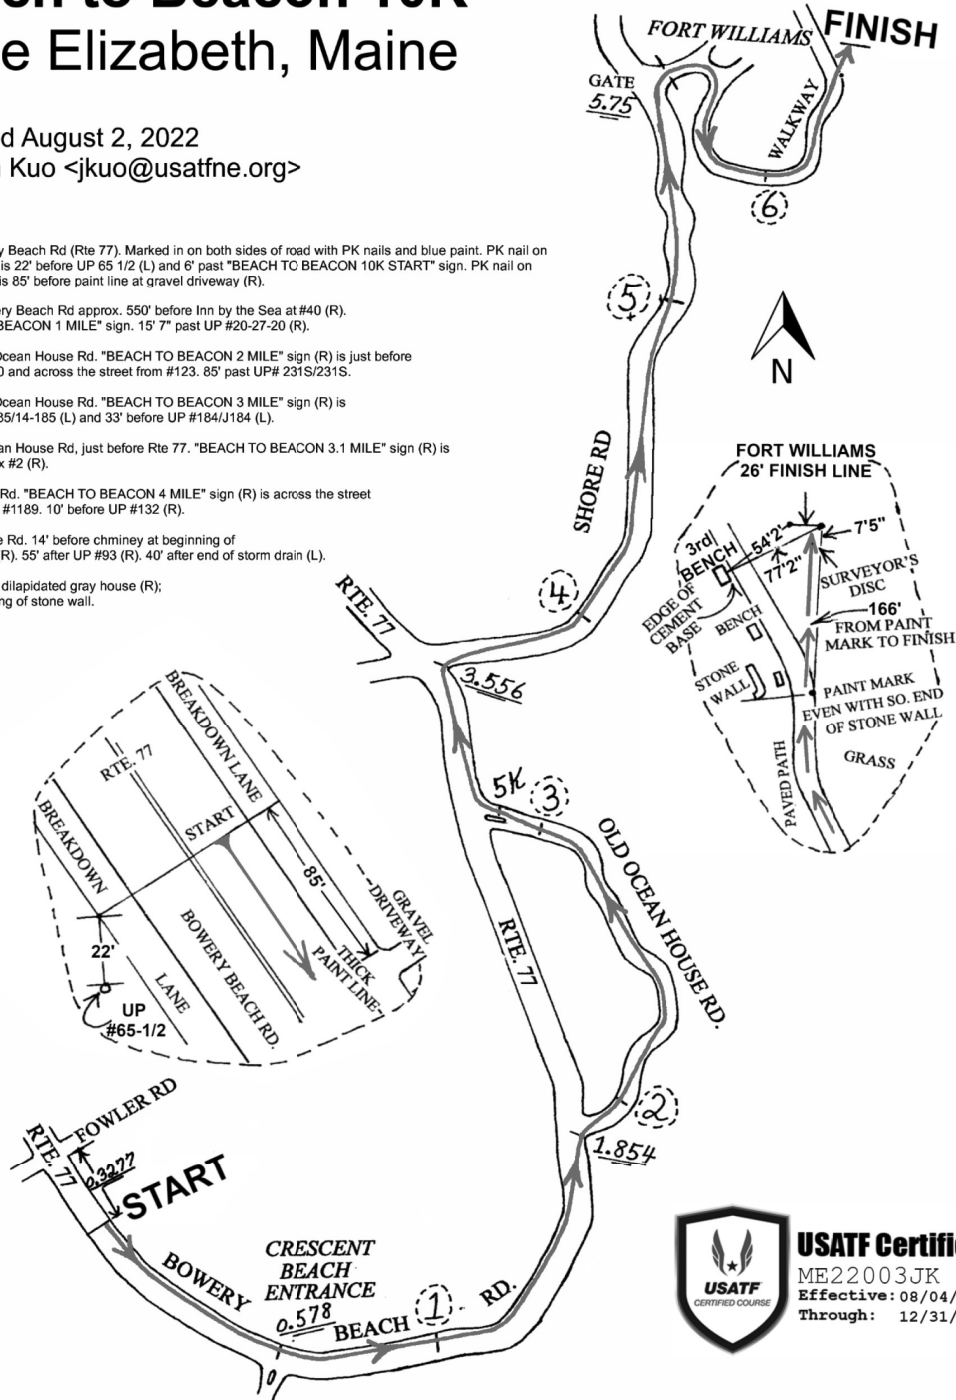 to Beacon 10K
e Elizabeth, Maine
d August 2, 2022
Kuo <jkuo@usatfne.org>
y Beach Rd (Rte 77). Marked in on both sides of road with PK nails and blue paint. PK nail on
is 22' before UP 65 1/2 (L) and 6' past "BEACH TO BEACON 10K START" sign. PK nail on
is 85' before paint line at gravel driveway (R).
ery Beach Rd approx. 550' before Inn by the Sea at #40 (R).
BEACON 1 MILE" sign. 15' 7" past UP #20-27-20 (R).
Ocean House Rd. "BEACH TO BEACON 2 MILE" sign (R) is just before
0 and across the street from #123. 85' past UP# 231S/231S.
Ocean House Rd. "BEACH TO BEACON 3 MILE" sign (R) is
85/14-185 (L) and 33' before UP #184/J184 (L).
an House Rd, just before Rte 77. "BEACH TO BEACON 3.1 MILE" sign (R) is
x #2 (R).
Rd. "BEACH TO BEACON 4 MILE" sign (R) is across the street
#1189. 10' before UP #132 (R).
e Rd. 14' before chminey at beginning of
(R). 55' after UP #93 (R). 40' after end of storm drain (L).
dilapidated gray house (R);
ng of stone wall.
FORT WILLIAMS
FINISH
GATE
5.75
WALKWAY
6
5
N
SHORE RD
4
RTE. 77
3.556
FORT WILLIAMS
26' FINISH LINE
3rd
BENCH
54'2"
77'2"
7'5"
SURVEYOR'S
DISC
EDGE OF
CEMENT
BASE
BENCH
166'
FROM PAINT
MARK TO FINISH
STONE
WALL
PAINT MARK
EVEN WITH SO. END
OF STONE WALL
GRASS
PAVED PATH
5K
3
OLD OCEAN HOUSE RD.
RTE. 77
2
1.854
BREAKDOWN LANE
RTE. 77
START
BREAKDOWN
LANE
85'
GRAVEL
DRIVEWAY
THICK
PAINT LINE
BOWERY BEACH RD.
22'
UP
#65-1/2
FOWLER RD
RTE. 77
0.3277
START
BOWERY
BEACH
RD.
CRESCENT
BEACH
ENTRANCE
0.578
1
USATF
CERTIFIED COURSE
USATF Certifi
ME22003JK
Effective: 08/04/
Through: 12/31/